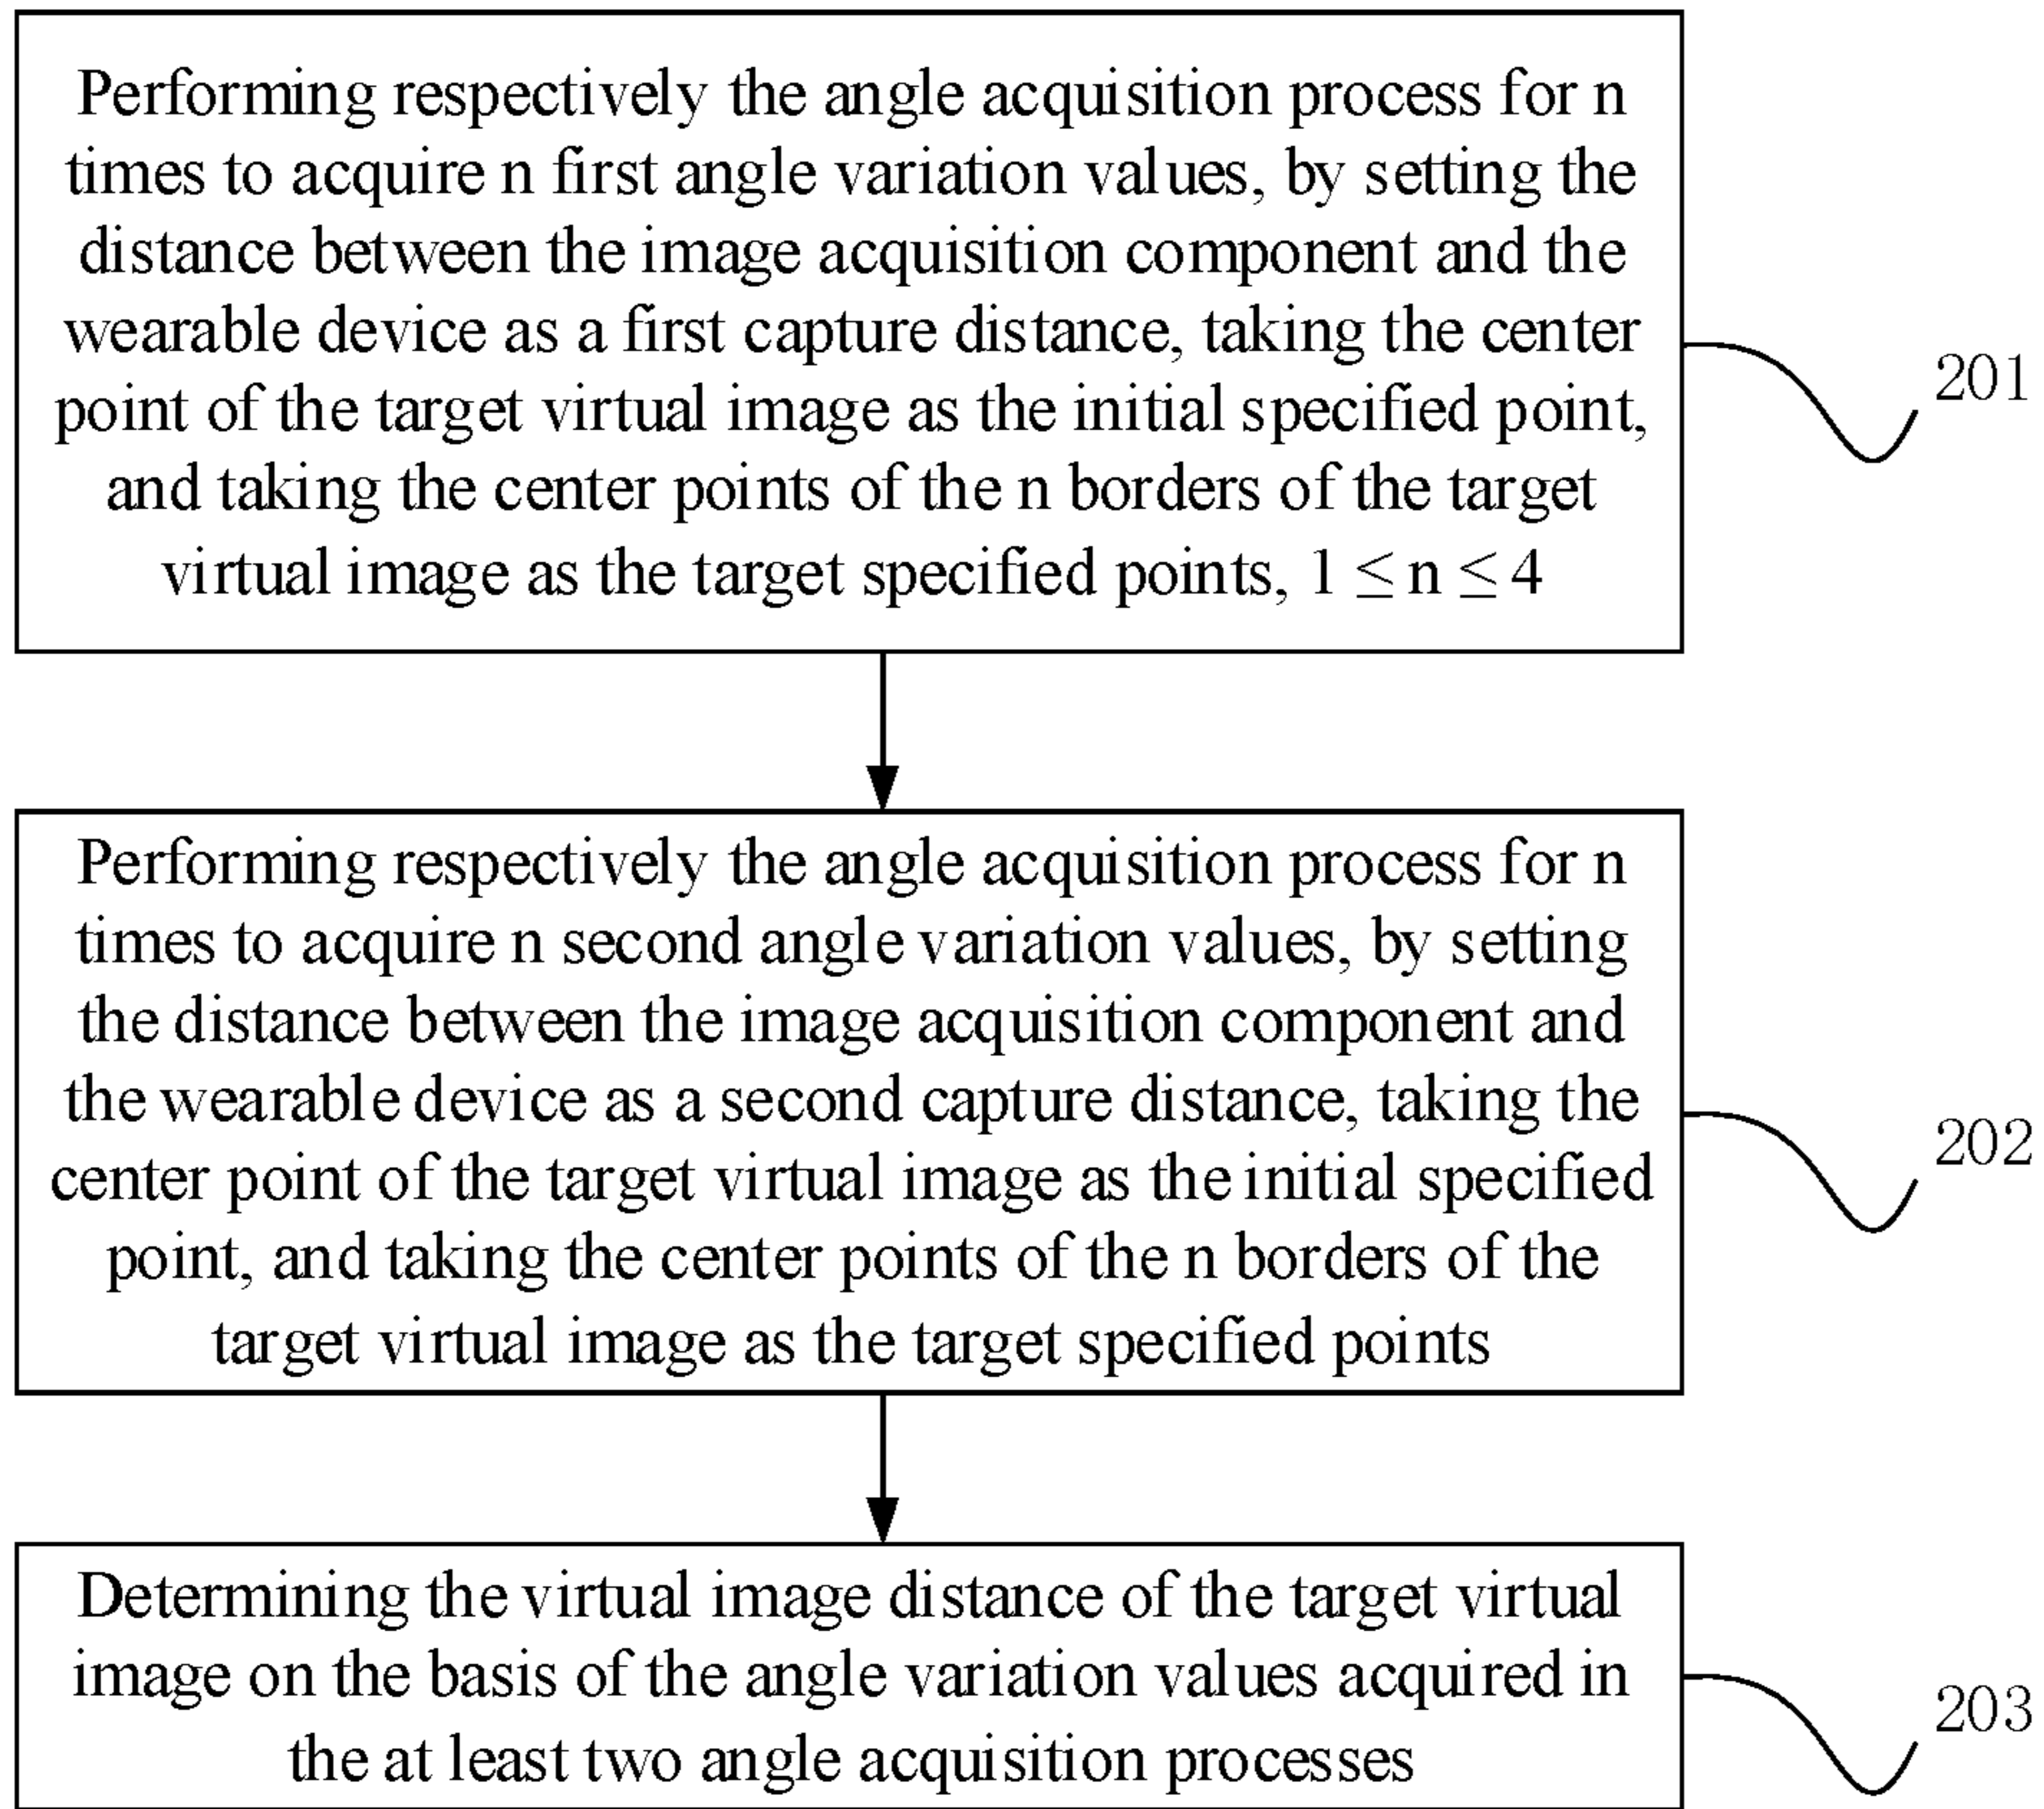 Performing respectively the angle acquisition process for n
times to acquire n first angle variation values, by setting the
distance between the image acquisition component and the
wearable device as a first capture distance, taking the center
point of the target virtual image as the initial specified point,
and taking the center points of the n borders of the target
virtual image as the target specified points, 1 ≤ n ≤ 4
201
Performing respectively the angle acquisition process for n
times to acquire n second angle variation values, by setting
the distance between the image acquisition component and
the wearable device as a second capture distance, taking the
center point of the target virtual image as the initial specified
point, and taking the center points of the n borders of the
target virtual image as the target specified points
202
Determining the virtual image distance of the target virtual
image on the basis of the angle variation values acquired in
the at least two angle acquisition processes
203